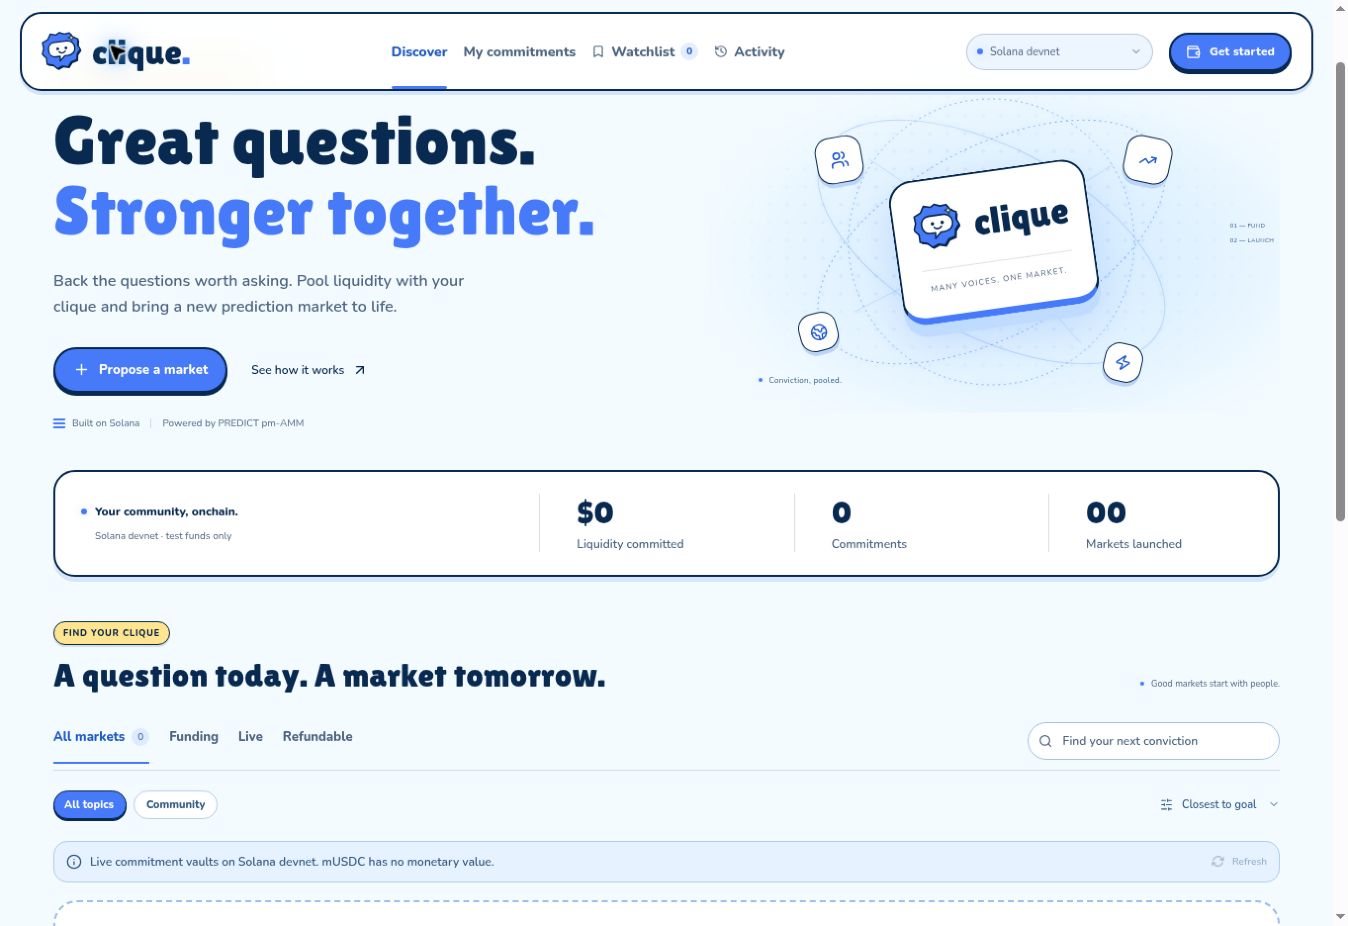 clique.
Discover
My commitments
Watchlist 0
Activity
Solana devnet
Get started
Great questions.
Stronger together.
Back the questions worth asking. Pool liquidity with your
clique and bring a new prediction market to life.
Propose a market
See how it works
Built on Solana
Powered by PREDICT pm-AMM
clique
MANY VOICES. ONE MARKET.
01 — FUND
02 — LAUNCH
Conviction, pooled.
Your community, onchain.
Solana devnet · test funds only
$0
Liquidity committed
0
Commitments
00
Markets launched
FIND YOUR CLIQUE
A question today. A market tomorrow.
Good markets start with people.
All markets 0
Funding
Live
Refundable
Find your next conviction
All topics
Community
Closest to goal
Live commitment vaults on Solana devnet. mUSDC has no monetary value.
Refresh